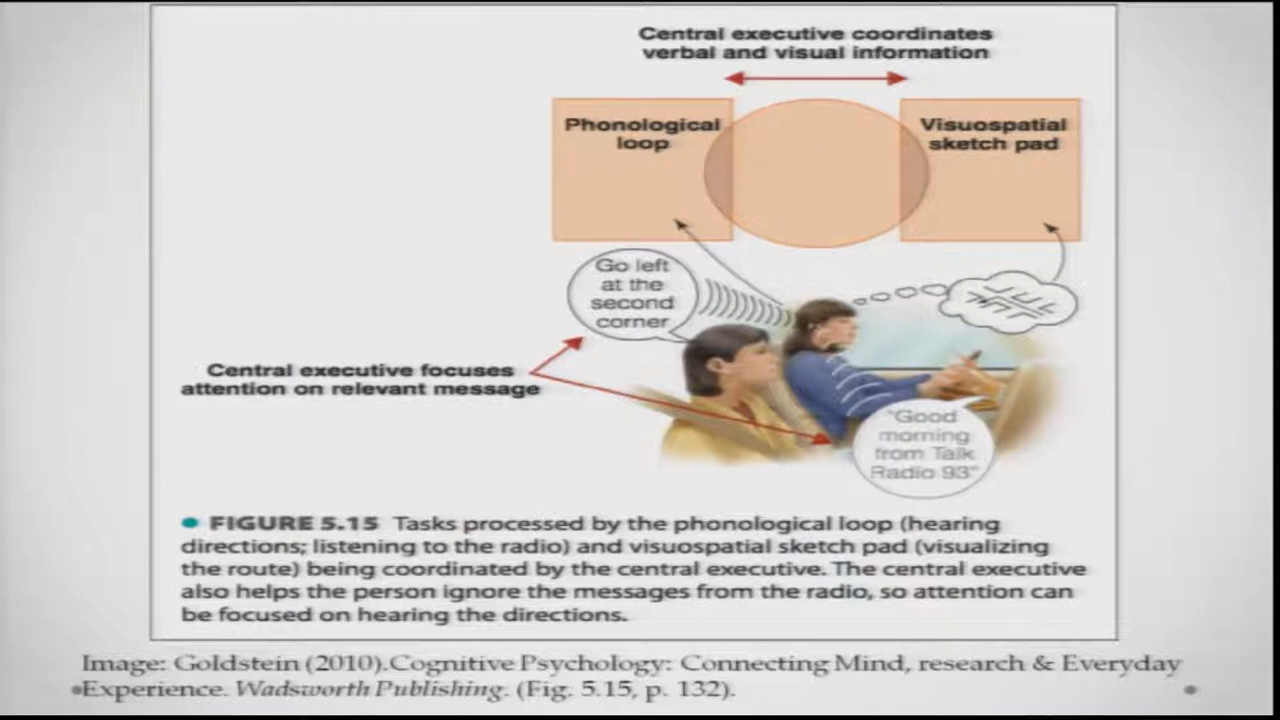 Central executive coordinates
verbal and visual information
Phonological
loop
Visuospatial
sketch pad
Go left
at the
second
corner
Central executive focuses
attention on relevant message
"Good
morning
from Talk
Radio 93"
• FIGURE 5.15 Tasks processed by the phonological loop (hearing
directions; listening to the radio) and visuospatial sketch pad (visualizing
the route) being coordinated by the central executive. The central executive
also helps the person ignore the messages from the radio, so attention can
be focused on hearing the directions.
Image: Goldstein (2010).Cognitive Psychology: Connecting Mind, research & Everyday
•Experience. Wadsworth Publishing. (Fig. 5.15, p. 132).